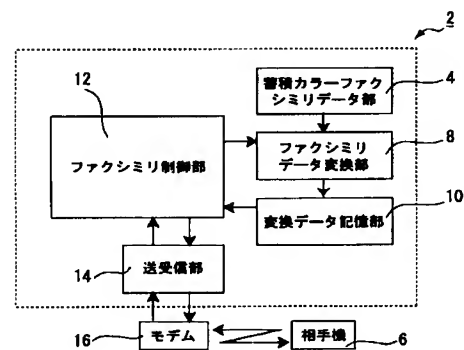 2
12
蓄積カラーファク
シミリデータ部
4
ファクシミリ制御部
ファクシミリ
データ変換部
8
変換データ記憶部
10
14
送受信部
16
モデム
相手機
6